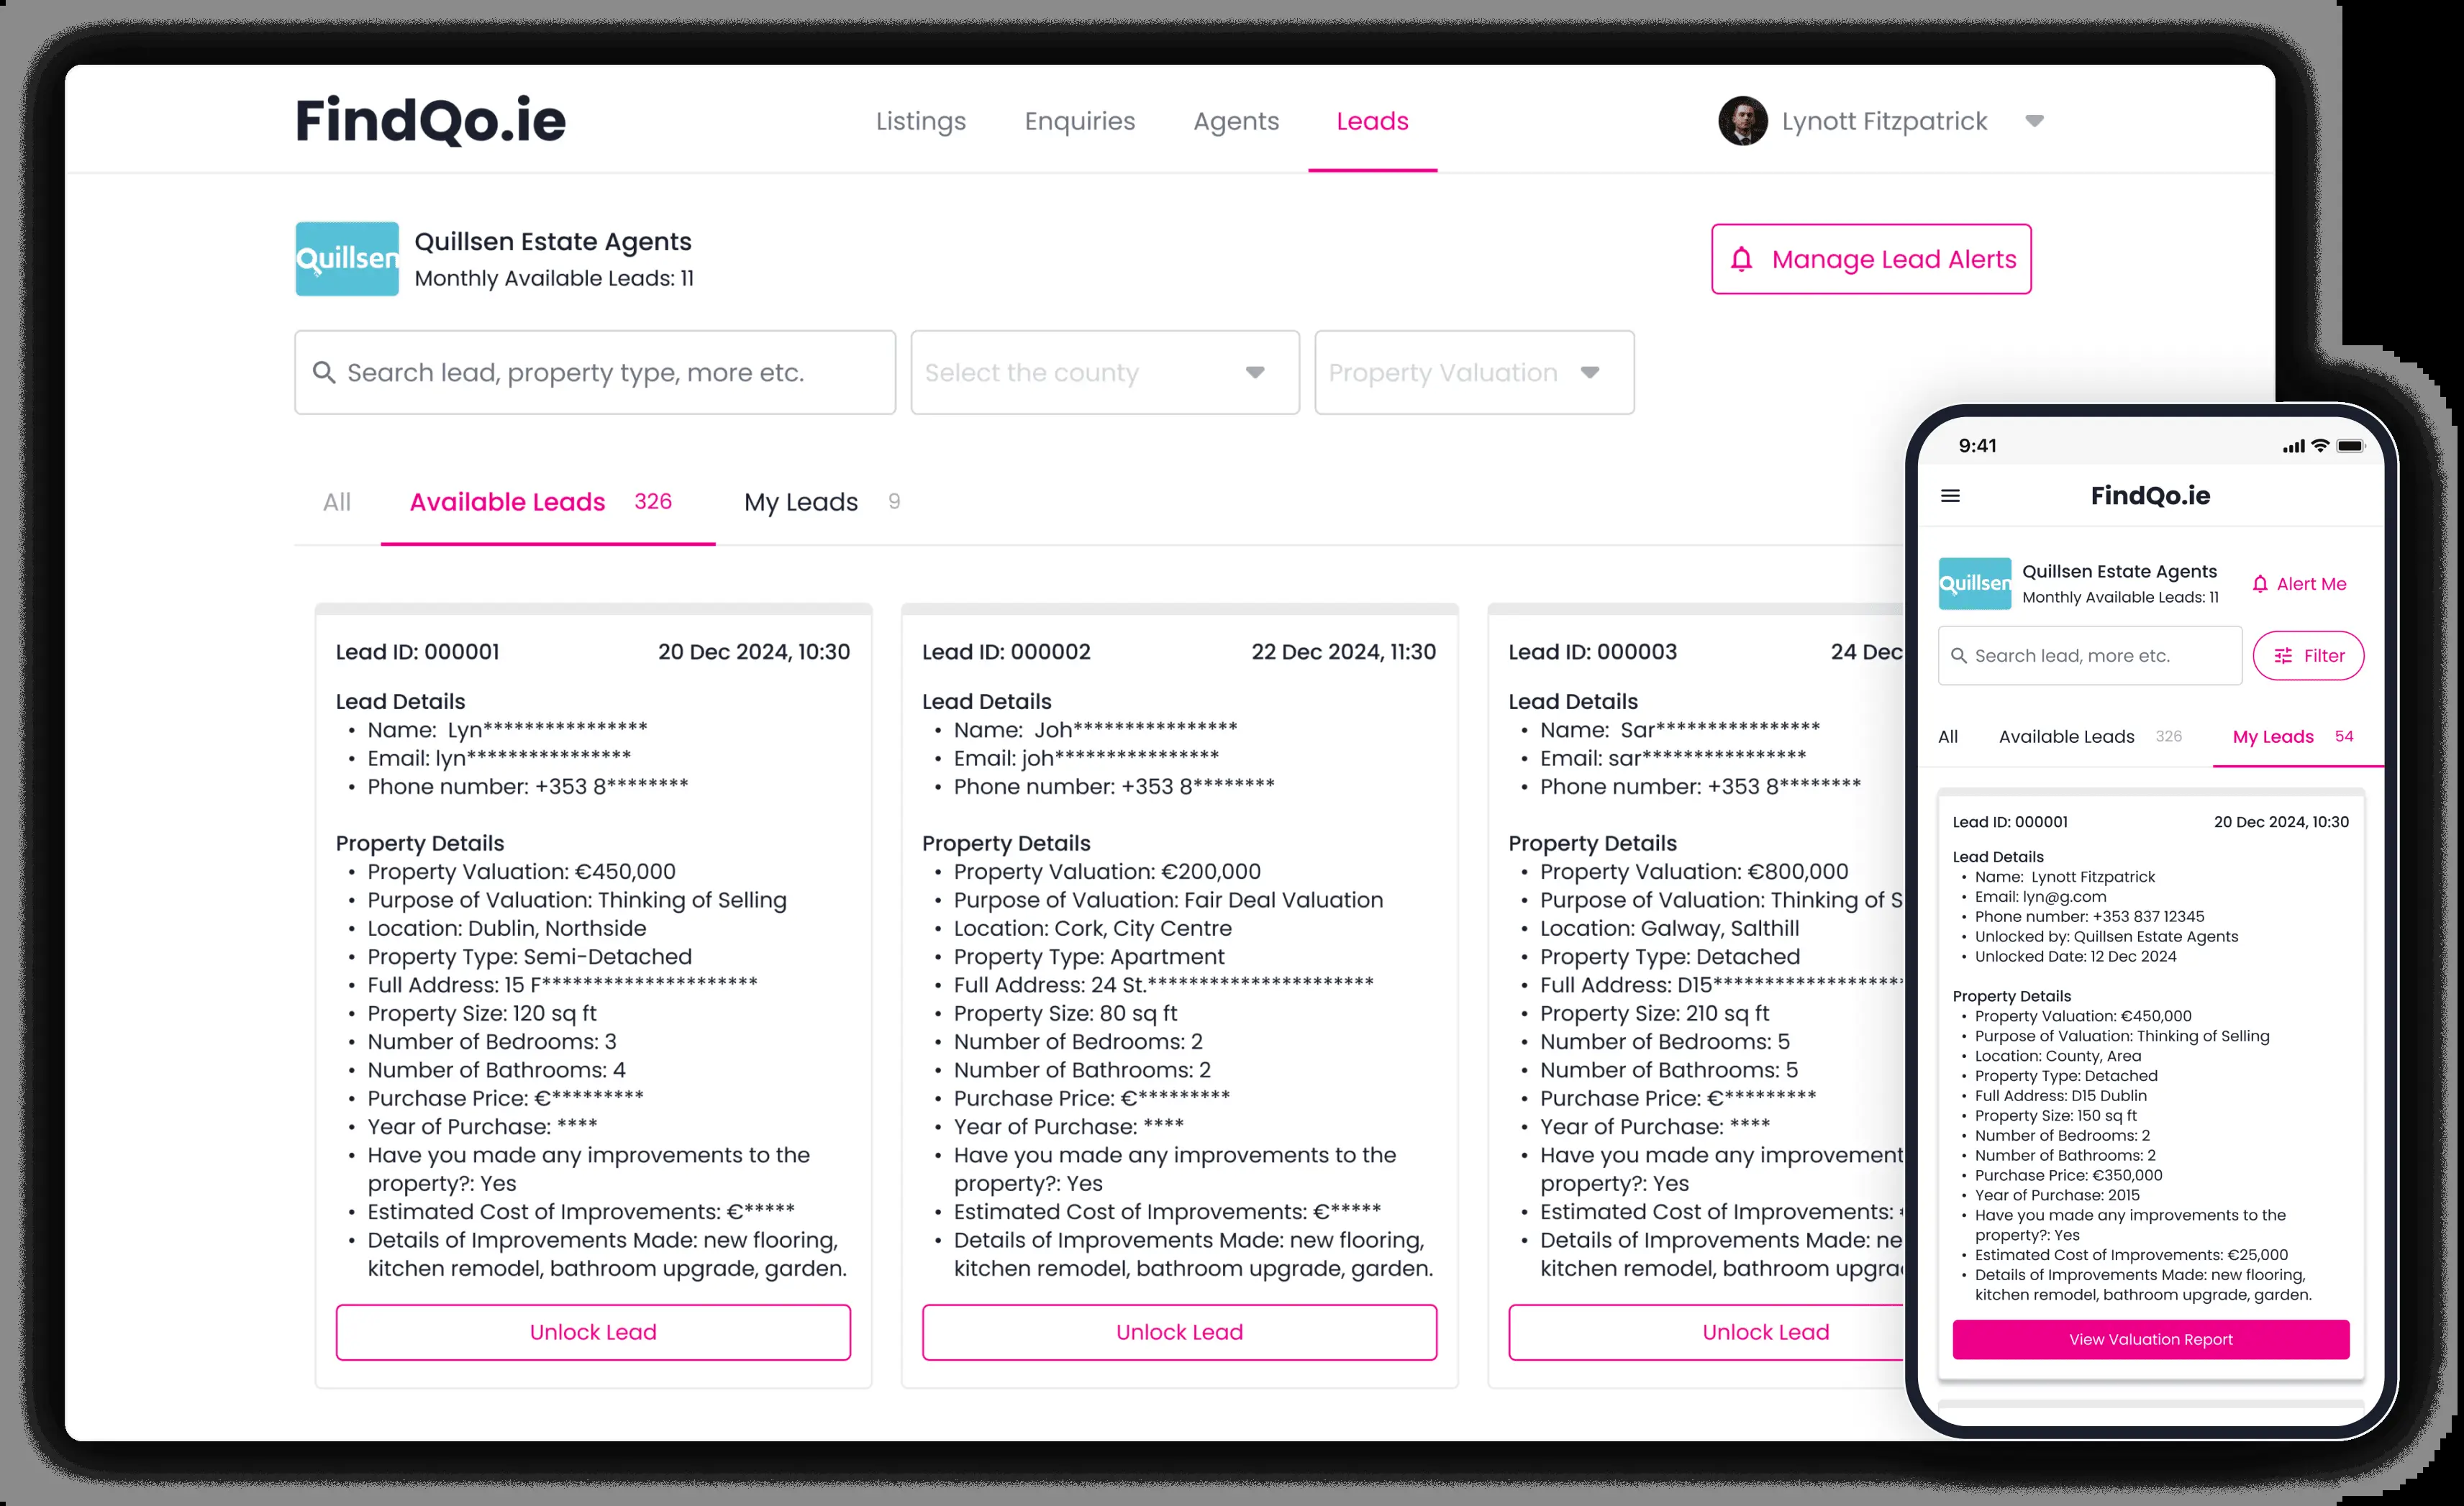 FindQo.ie
Listings Enquiries Agents Leads
Lynott Fitzpatrick
Quillsen
Quillsen Estate Agents
Monthly Available Leads: 11
Manage Lead Alerts
Search lead, property type, more etc.
Select the county
Property Valuation
All Available Leads 326 My Leads 9
Lead ID: 000001 20 Dec 2024, 10:30
Lead Details
• Name: Lyn****************
• Email: lyn****************
• Phone number: +353 8********
Property Details
• Property Valuation: €450,000
• Purpose of Valuation: Thinking of Selling
• Location: Dublin, Northside
• Property Type: Semi-Detached
• Full Address: 15 F*********************
• Property Size: 120 sq ft
• Number of Bedrooms: 3
• Number of Bathrooms: 4
• Purchase Price: €*********
• Year of Purchase: ****
• Have you made any improvements to the
property?: Yes
• Estimated Cost of Improvements: €*****
• Details of Improvements Made: new flooring,
kitchen remodel, bathroom upgrade, garden.
Unlock Lead
Lead ID: 000002 22 Dec 2024, 11:30
Lead Details
• Name: Joh****************
• Email: joh****************
• Phone number: +353 8********
Property Details
• Property Valuation: €200,000
• Purpose of Valuation: Fair Deal Valuation
• Location: Cork, City Centre
• Property Type: Apartment
• Full Address: 24 St.**********************
• Property Size: 80 sq ft
• Number of Bedrooms: 2
• Number of Bathrooms: 2
• Purchase Price: €*********
• Year of Purchase: ****
• Have you made any improvements to the
property?: Yes
• Estimated Cost of Improvements: €*****
• Details of Improvements Made: new flooring,
kitchen remodel, bathroom upgrade, garden.
Unlock Lead
Lead ID: 000003 24 Dec
Lead Details
• Name: Sar****************
• Email: sar****************
• Phone number: +353 8********
Property Details
• Property Valuation: €800,000
• Purpose of Valuation: Thinking of S
• Location: Galway, Salthill
• Property Type: Detached
• Full Address: D15*******************
• Property Size: 210 sq ft
• Number of Bedrooms: 5
• Number of Bathrooms: 5
• Purchase Price: €*********
• Year of Purchase: ****
• Have you made any improvement
property?: Yes
• Estimated Cost of Improvements:
• Details of Improvements Made: ne
kitchen remodel, bathroom upgra
Unlock Lead
9:41
FindQo.ie
Quillsen
Quillsen Estate Agents
Monthly Available Leads: 11
Alert Me
Search lead, more etc.
Filter
All Available Leads 326 My Leads 54
Lead ID: 000001 20 Dec 2024, 10:30
Lead Details
• Name: Lynott Fitzpatrick
• Email: lyn@g.com
• Phone number: +353 837 12345
• Unlocked by: Quillsen Estate Agents
• Unlocked Date: 12 Dec 2024
Property Details
• Property Valuation: €450,000
• Purpose of Valuation: Thinking of Selling
• Location: County, Area
• Property Type: Detached
• Full Address: D15 Dublin
• Property Size: 150 sq ft
• Number of Bedrooms: 2
• Number of Bathrooms: 2
• Purchase Price: €350,000
• Year of Purchase: 2015
• Have you made any improvements to the
property?: Yes
• Estimated Cost of Improvements: €25,000
• Details of Improvements Made: new flooring,
kitchen remodel, bathroom upgrade, garden.
View Valuation Report